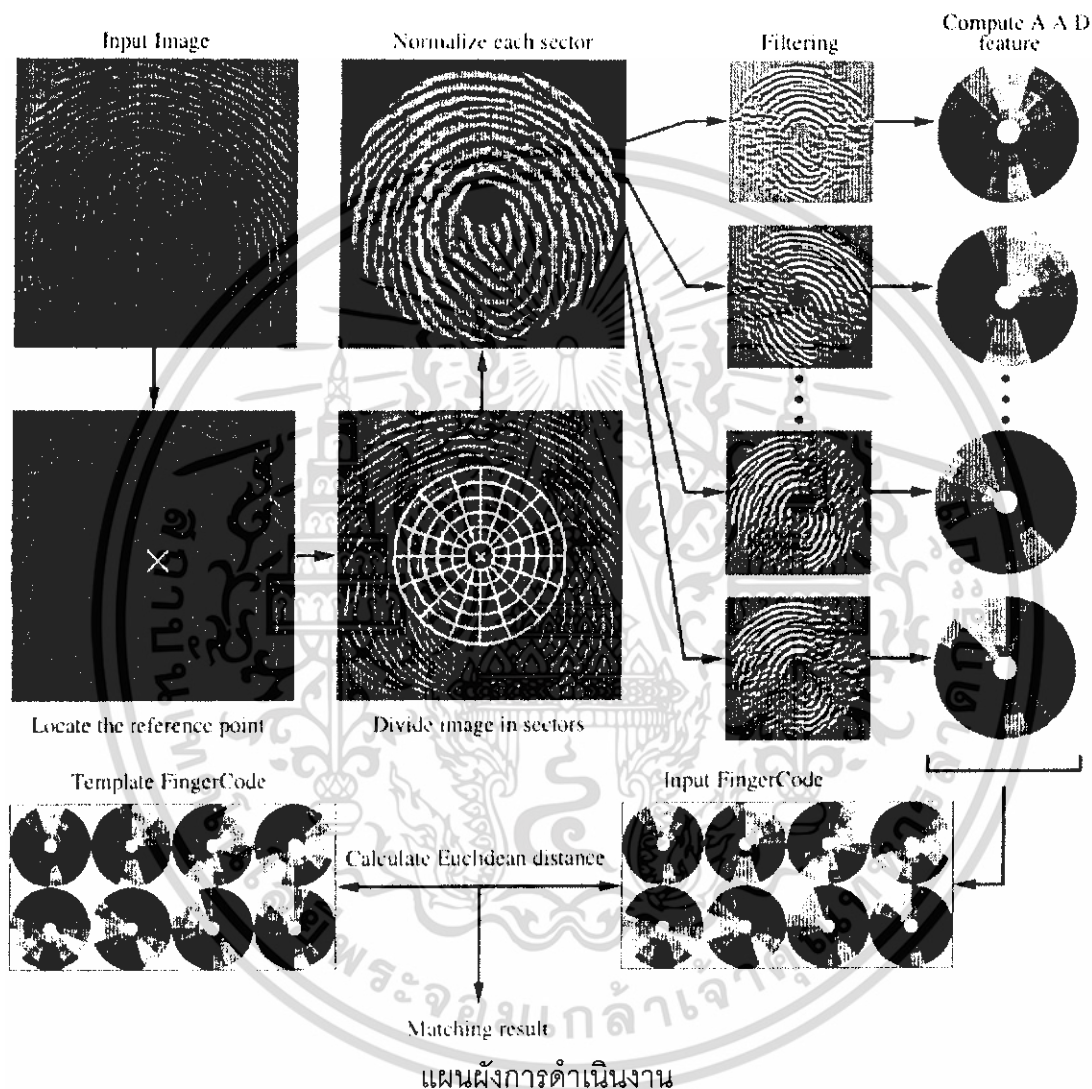 Input Image
Normalize each sector
Filtering
Compute A A D
feature
Locate the reference point
Divide image in sectors
Template FingerCode
Input FingerCode
Calculate Euchdean distance
Matching result
แผนผังการดำเนินงาน